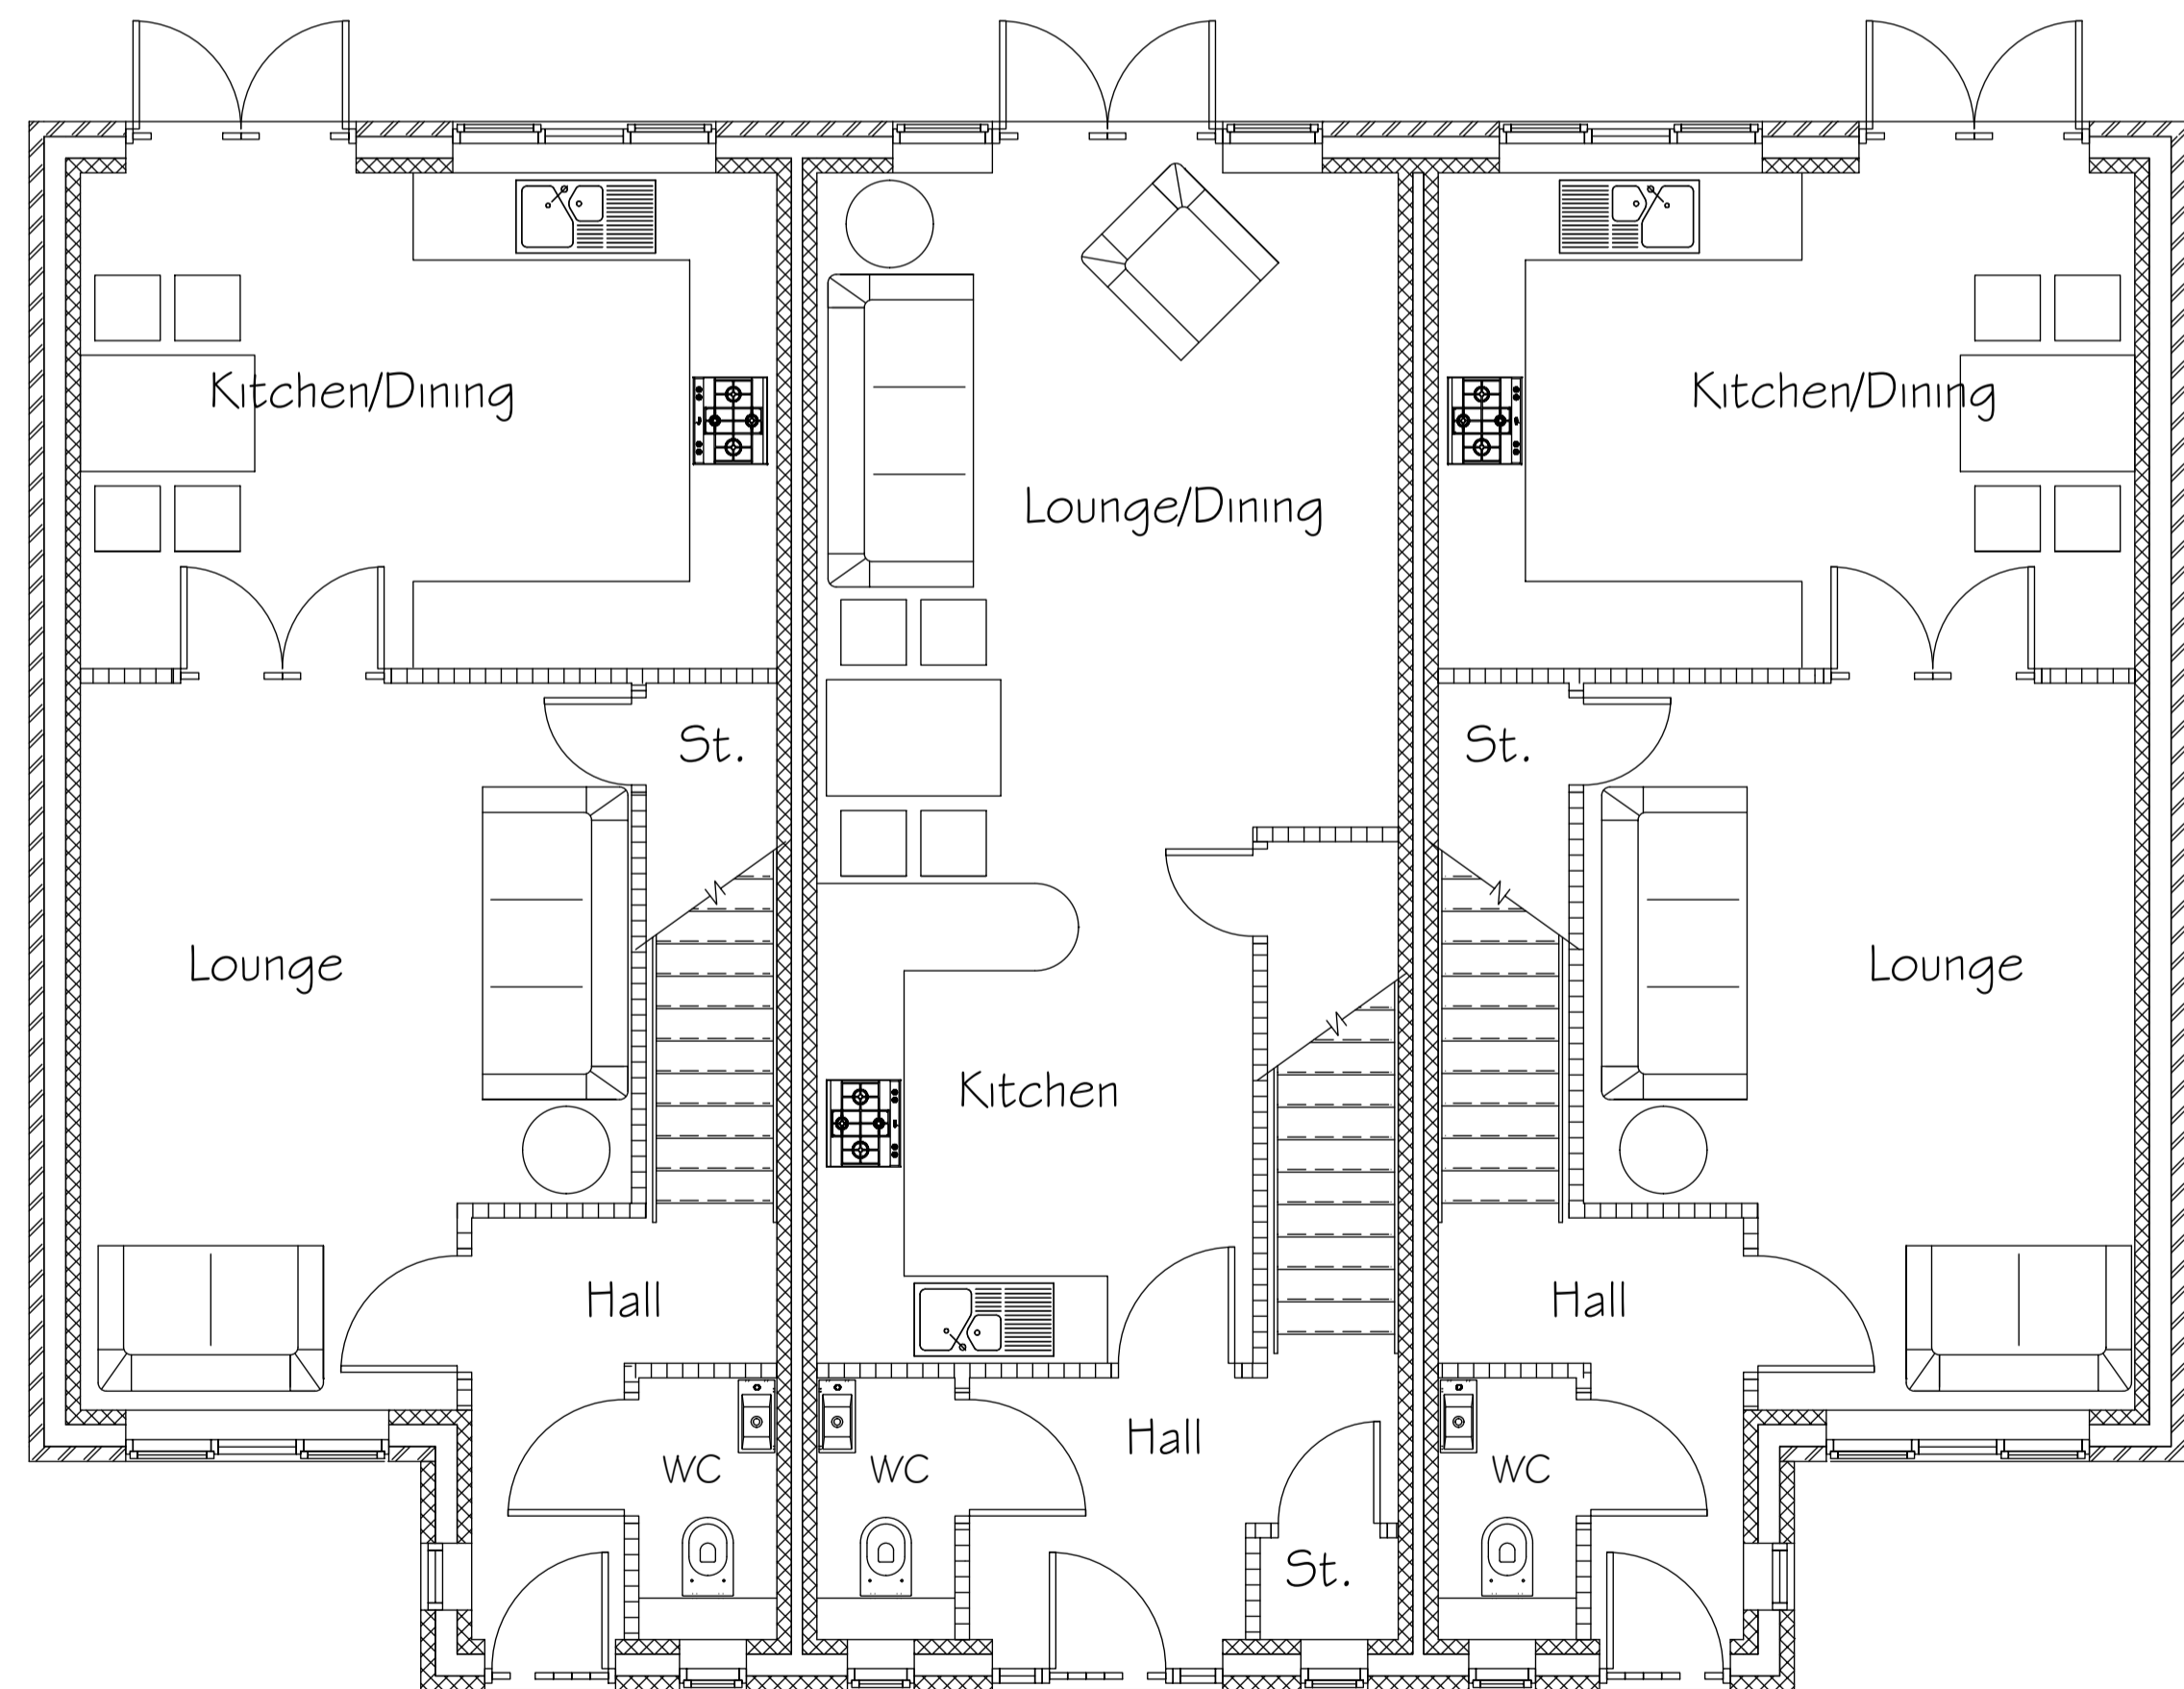 Kitchen/Dining
Kitchen/Dining
Lounge/Dining
St.
St.
Lounge
Lounge
Kitchen
Hall
Hall
Hall
WC
WC
WC
St.